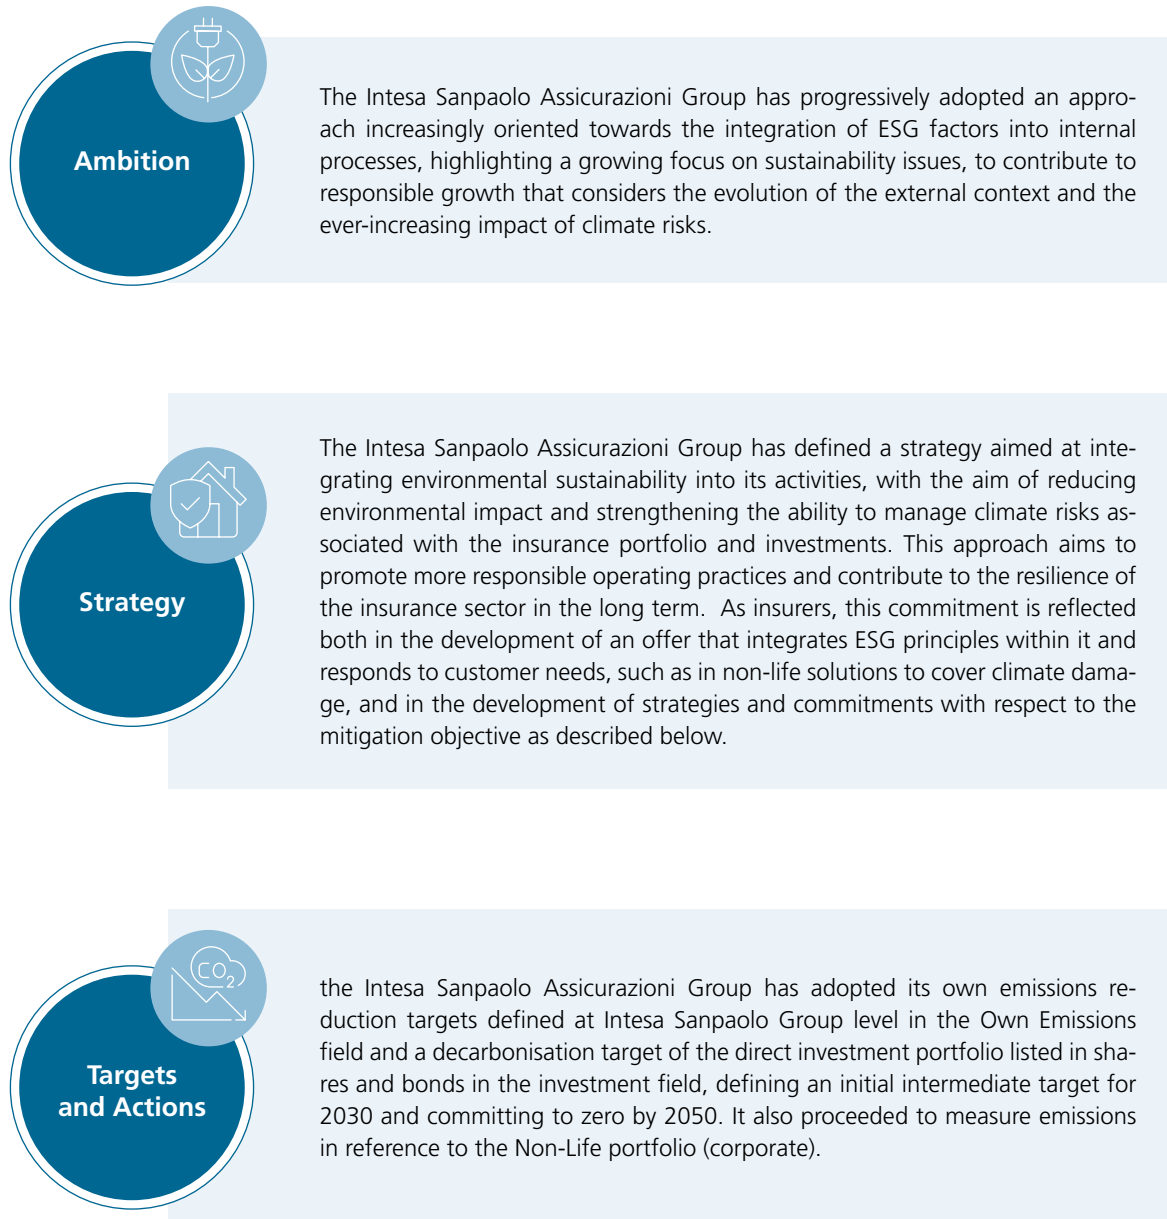 Ambition
The Intesa Sanpaolo Assicurazioni Group has progressively adopted an appro-
ach increasingly oriented towards the integration of ESG factors into internal
processes, highlighting a growing focus on sustainability issues, to contribute to
responsible growth that considers the evolution of the external context and the
ever-increasing impact of climate risks.
Strategy
The Intesa Sanpaolo Assicurazioni Group has defined a strategy aimed at inte-
grating environmental sustainability into its activities, with the aim of reducing
environmental impact and strengthening the ability to manage climate risks as-
sociated with the insurance portfolio and investments. This approach aims to
promote more responsible operating practices and contribute to the resilience of
the insurance sector in the long term.  As insurers, this commitment is reflected
both in the development of an offer that integrates ESG principles within it and
responds to customer needs, such as in non-life solutions to cover climate dama-
ge, and in the development of strategies and commitments with respect to the
mitigation objective as described below.
CO2
Targets
and Actions
the Intesa Sanpaolo Assicurazioni Group has adopted its own emissions re-
duction targets defined at Intesa Sanpaolo Group level in the Own Emissions
field and a decarbonisation target of the direct investment portfolio listed in sha-
res and bonds in the investment field, defining an initial intermediate target for
2030 and committing to zero by 2050. It also proceeded to measure emissions
in reference to the Non-Life portfolio (corporate).